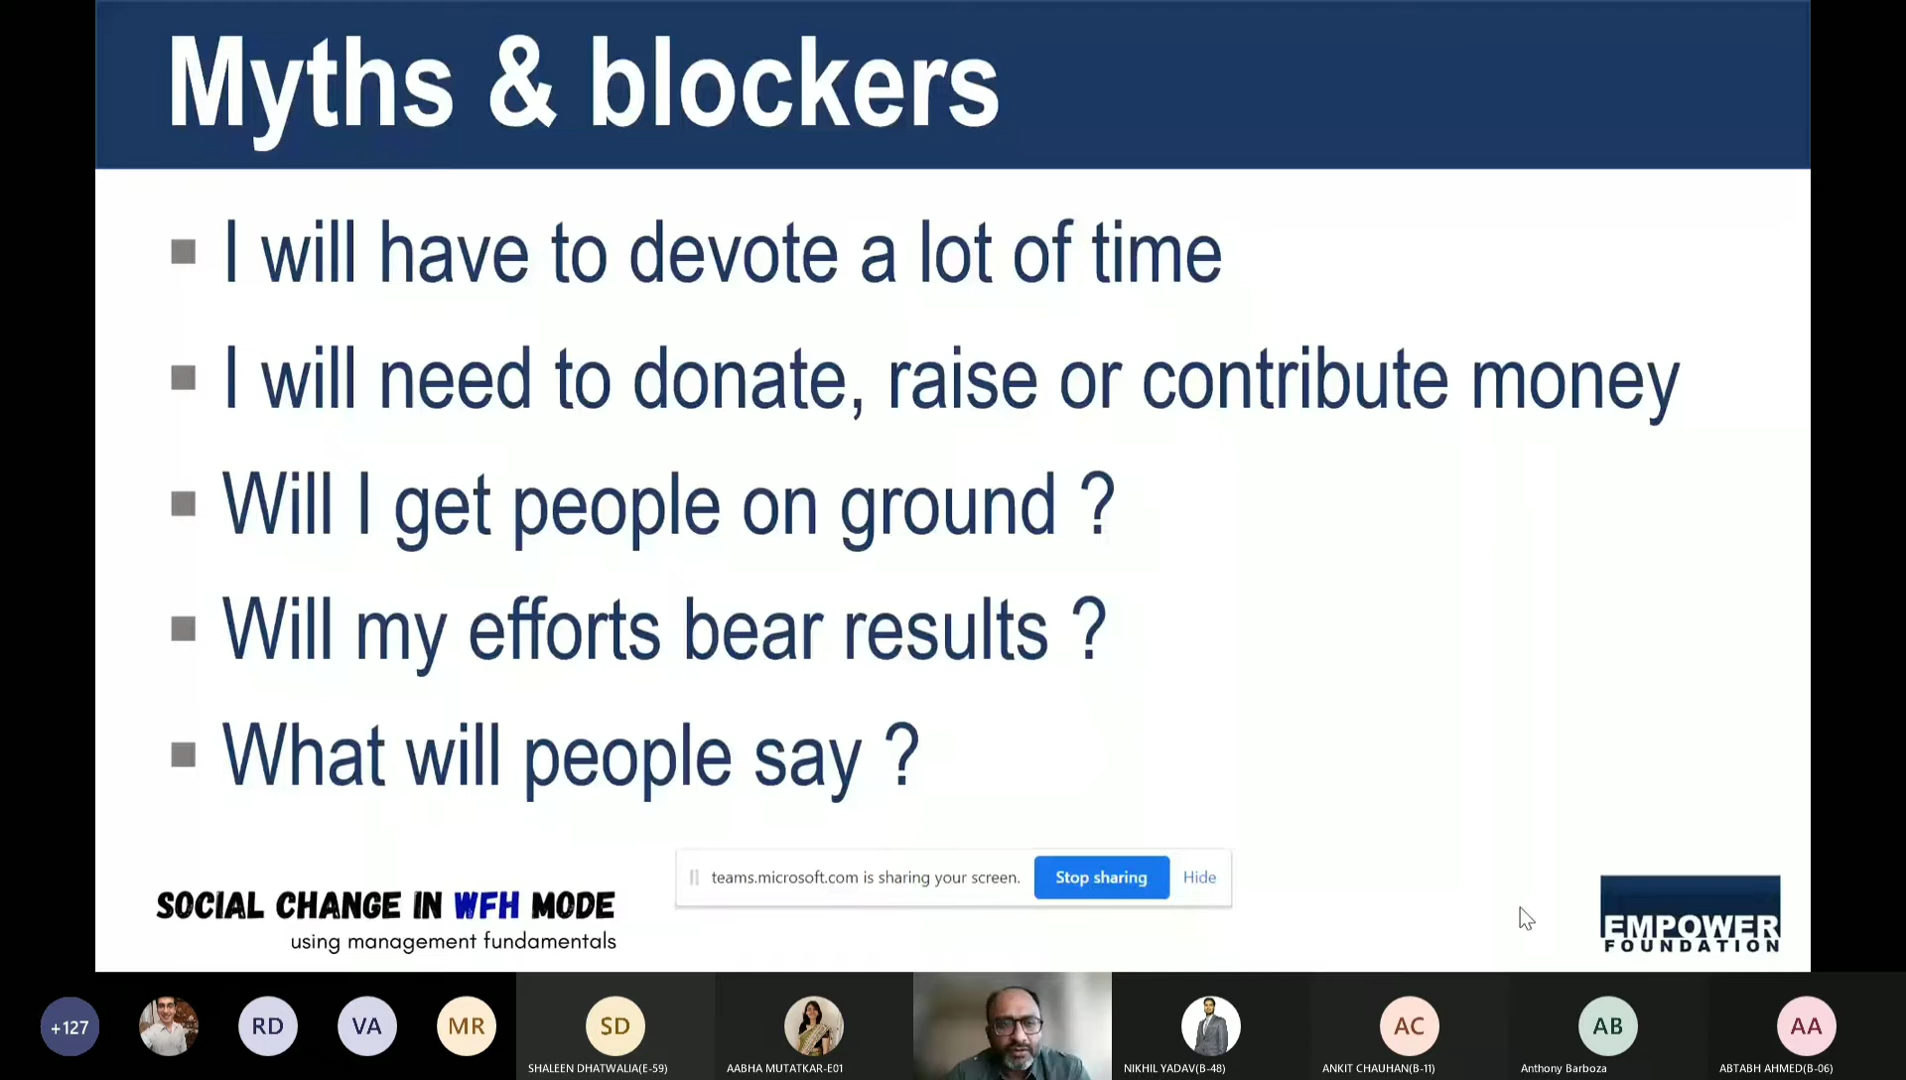 Myths & blockers
I will have to devote a lot of time
I will need to donate, raise or contribute money
Will I get people on ground ?
Will my efforts bear results ?
What will people say ?
teams.microsoft.com is sharing your screen. Stop sharing Hide
SOCIAL CHANGE IN WFH MODE
using management fundamentals
EMPOWER
FOUNDATION
+127 RD VA MR SD AC AB AA
SHALEEN DHATWALIA(E-59) AABHA MUTATKAR-E01 NIKHIL YADAV(B-48) ANKIT CHAUHAN(B-11) Anthony Barboza ABTABH AHMED(B-06)